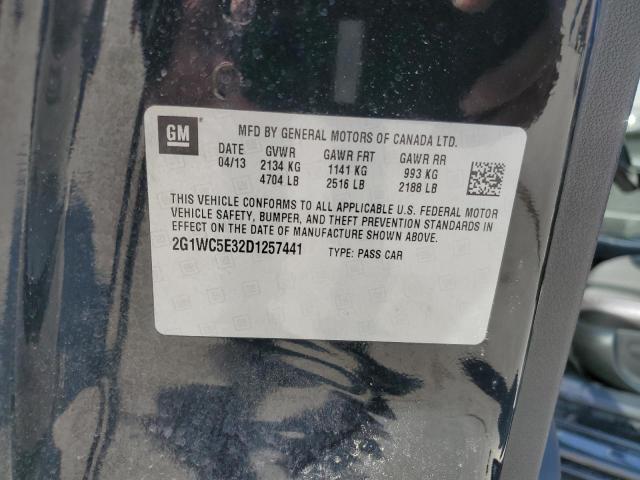 GM
MFD BY GENERAL MOTORS OF CANADA LTD.
DATE GVWR GAWR FRT GAWR RR
04/13 2134 KG 1141 KG 993 KG
4704 LB 2516 LB 2188 LB
THIS VEHICLE CONFORMS TO ALL APPLICABLE U.S. FEDERAL MOTOR
VEHICLE SAFETY, BUMPER, AND THEFT PREVENTION STANDARDS IN
EFFECT ON THE DATE OF MANUFACTURE SHOWN ABOVE.
2G1WC5E32D1257441 TYPE: PASS CAR